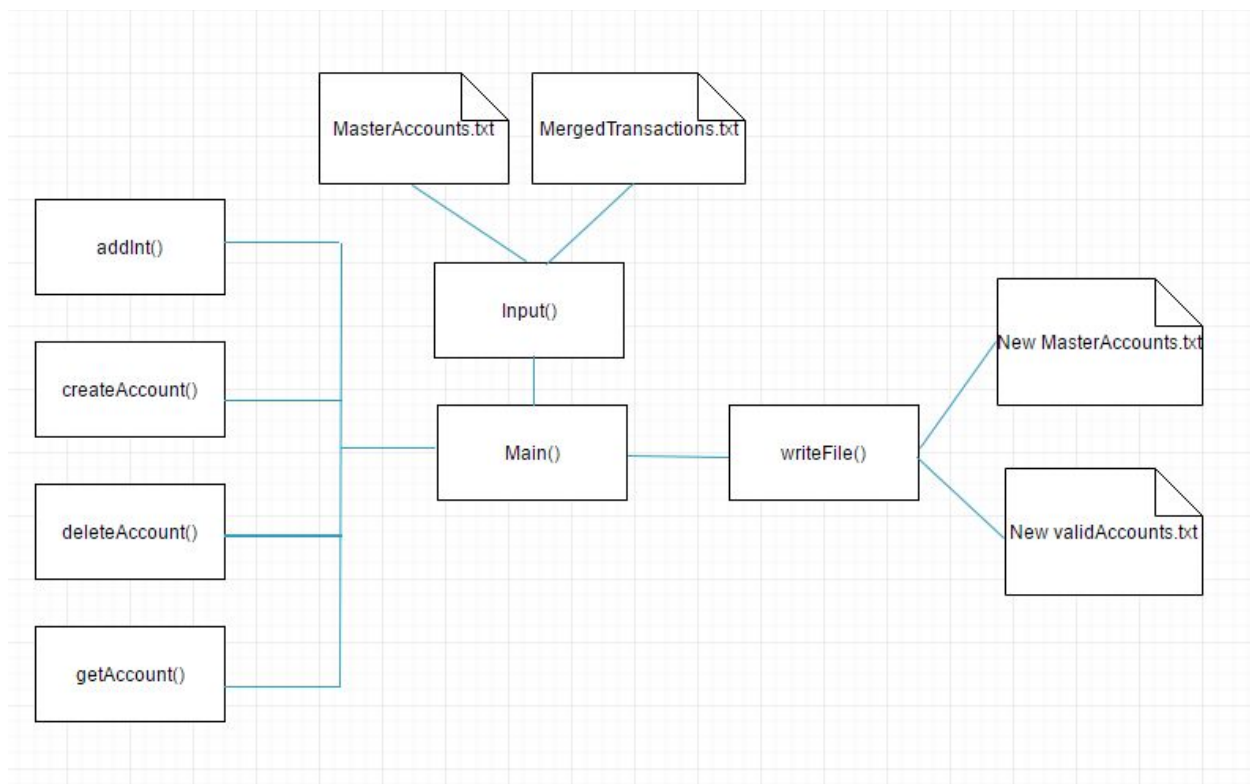 MasterAccounts.txt
MergedTransactions.txt
addInt()
Input()
New MasterAccounts.txt
createAccount()
Main()
writeFile()
deleteAccount()
New validAccounts.txt
getAccount()